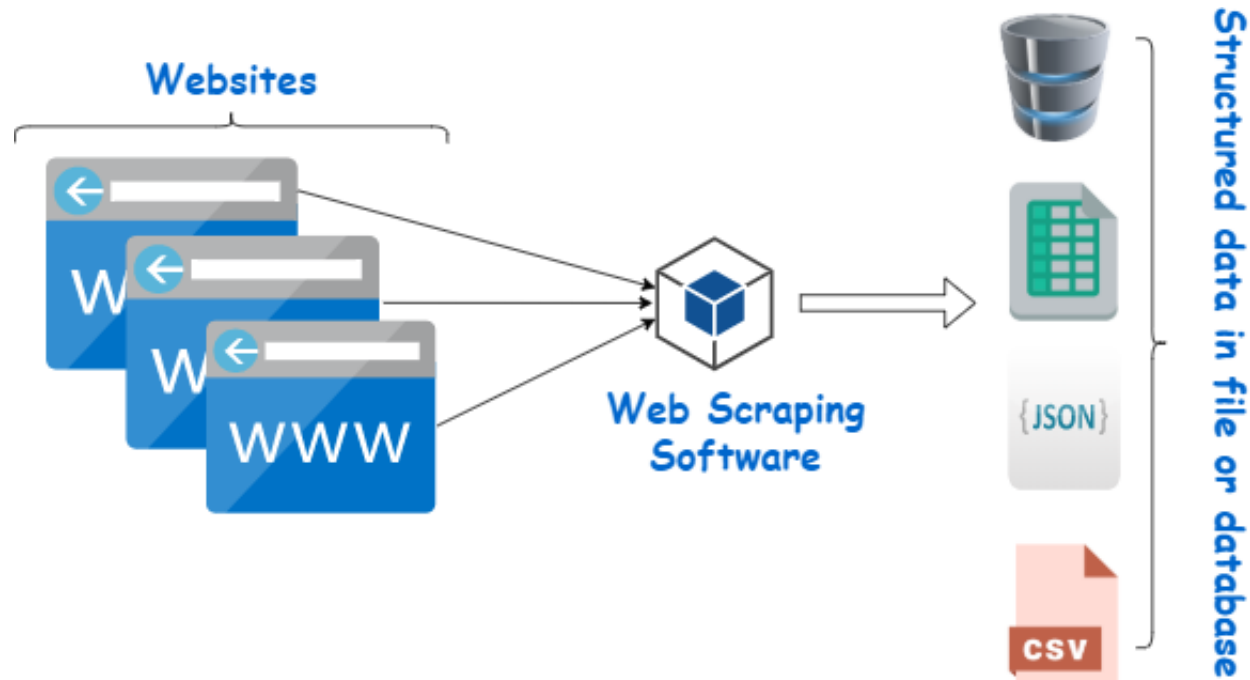 Websites
W
W
WWW
Web Scraping
Software
{JSON}
CSV
Structured data in file or database